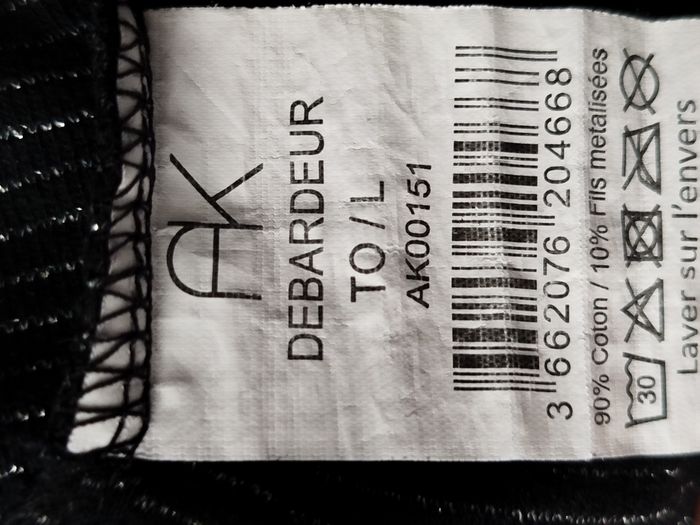 AK
DEBARDEUR
TO / L
AK00151
3 662076 204668
90% Coton / 10% Fils metalisées
30
Laver sur l'envers